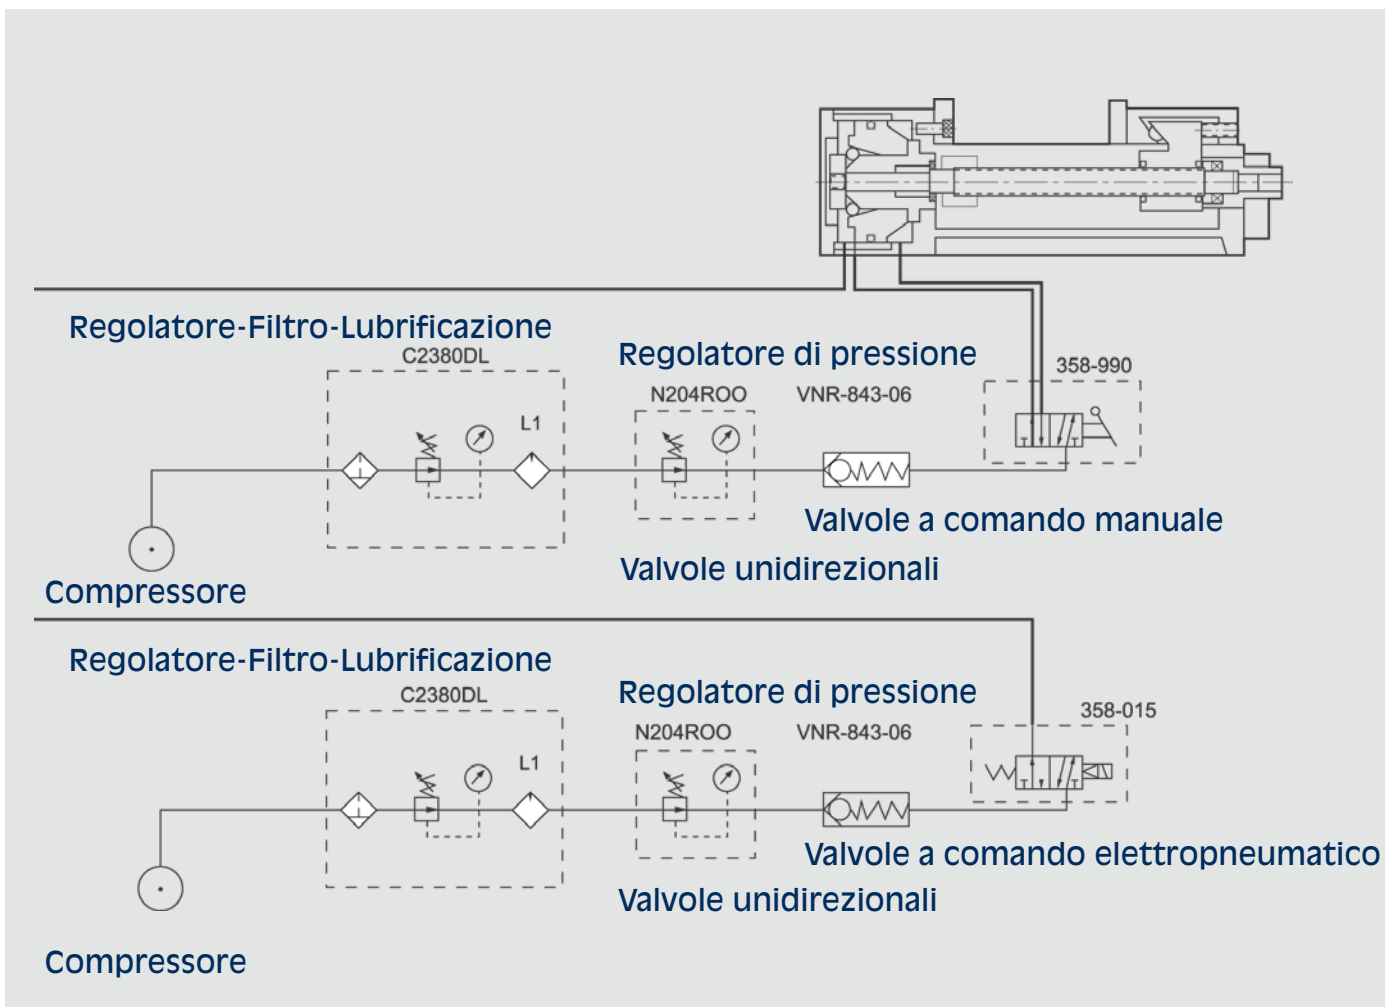 Regolatore-Filtro-Lubrificazione
C2380DL
Regolatore di pressione
358-990
N204ROO
VNR-843-06
L1
Valvole a comando manuale
Valvole unidirezionali
Compressore
Regolatore-Filtro-Lubrificazione
C2380DL
Regolatore di pressione
358-015
N204ROO
VNR-843-06
L1
Valvole a comando elettropneumatico
Valvole unidirezionali
Compressore